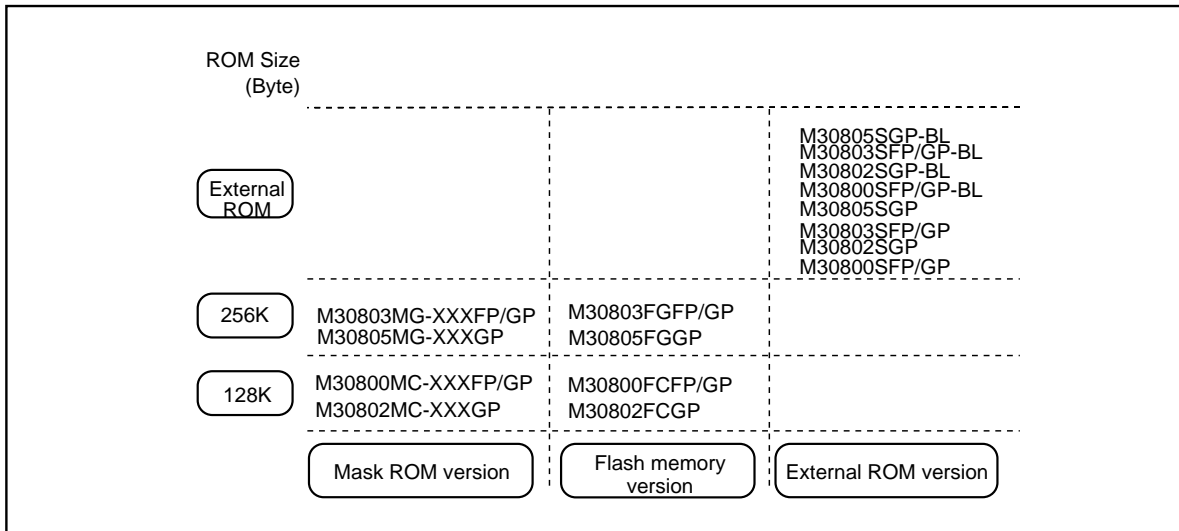 ROM Size
(Byte)
M30805SGP-BL
M30803SFP/GP-BL
M30802SGP-BL
M30800SFP/GP-BL
M30805SGP
M30803SFP/GP
M30802SGP
M30800SFP/GP
External
ROM
256K
M30803MG-XXXFP/GP
M30805MG-XXXGP
M30803FGFP/GP
M30805FGGP
128K
M30800MC-XXXFP/GP
M30802MC-XXXGP
M30800FCFP/GP
M30802FCGP
Mask ROM version
Flash memory
version
External ROM version